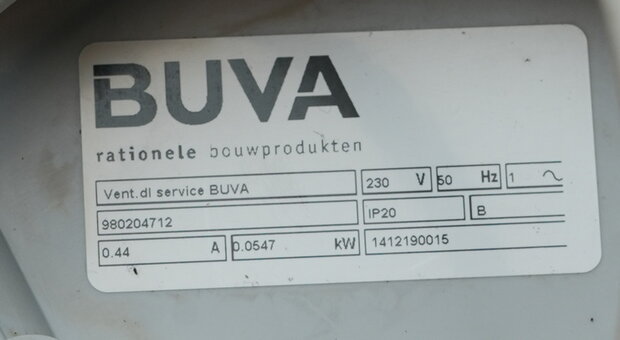 BUVA
rationele bouwprodukten
Vent.dl service BUVA 230 V 50 Hz 1 ~
980204712 IP20 B
0.44 A 0.0547 kW 1412190015